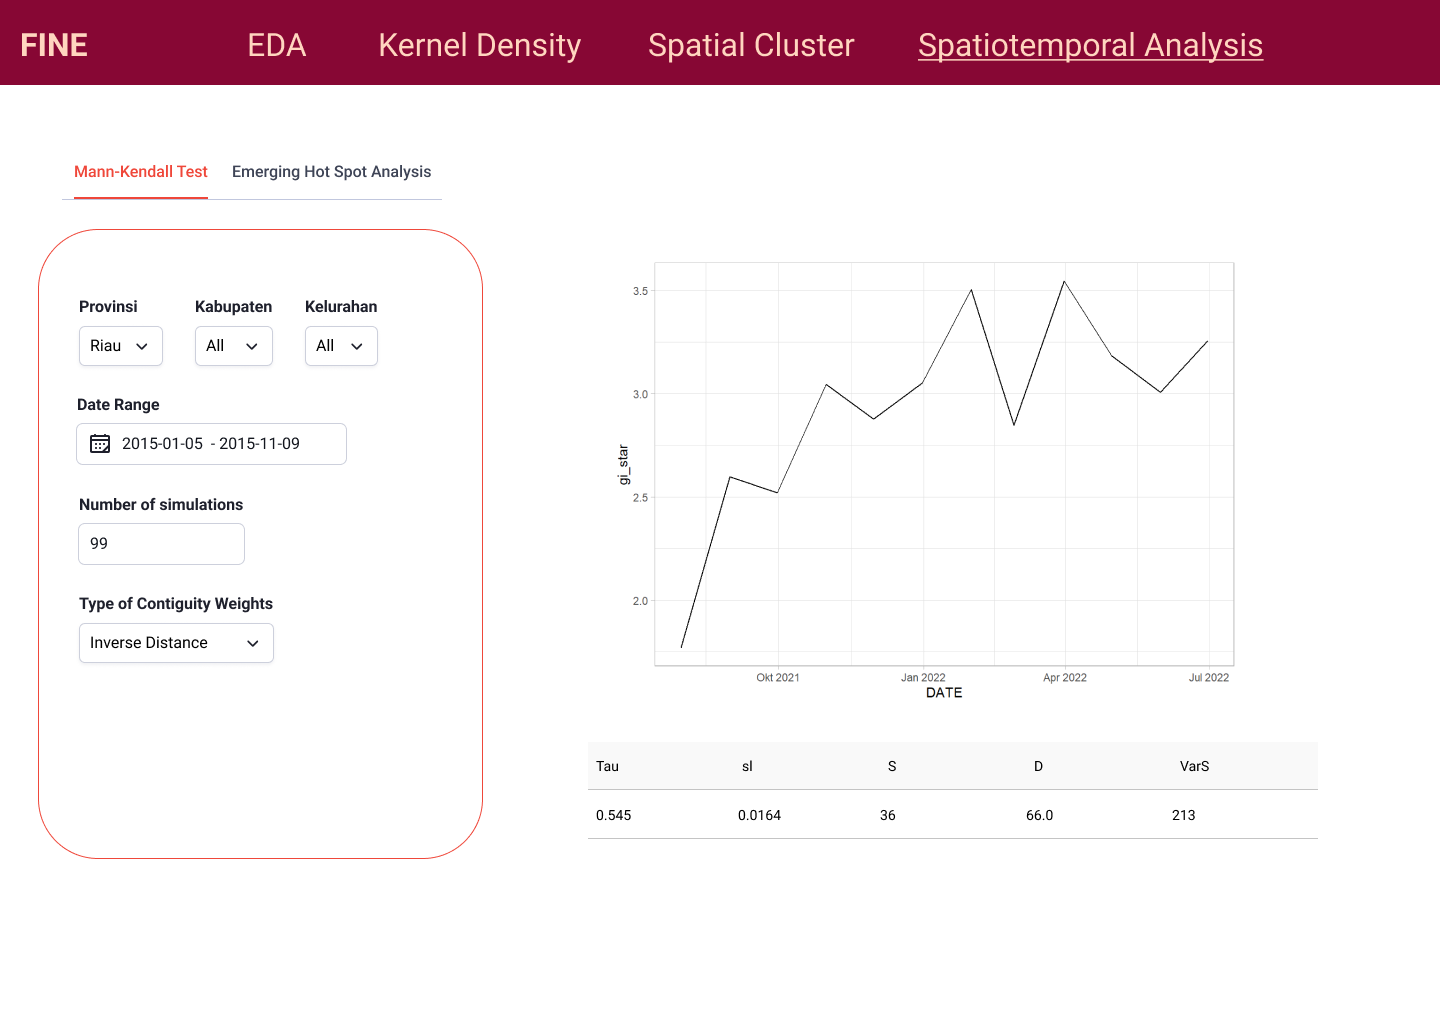 FINE EDA Kernel Density Spatial Cluster Spatiotemporal Analysis
Mann-Kendall Test Emerging Hot Spot Analysis
Provinsi Kabupaten Kelurahan
Riau All All
Date Range
2015-01-05 - 2015-11-09
Number of simulations
99
Type of Contiguity Weights
Inverse Distance
3.5
3.0
2.5
2.0
gi_star
Okt 2021 Jan 2022 Apr 2022 Jul 2022
DATE
Tau sl S D VarS
0.545 0.0164 36 66.0 213